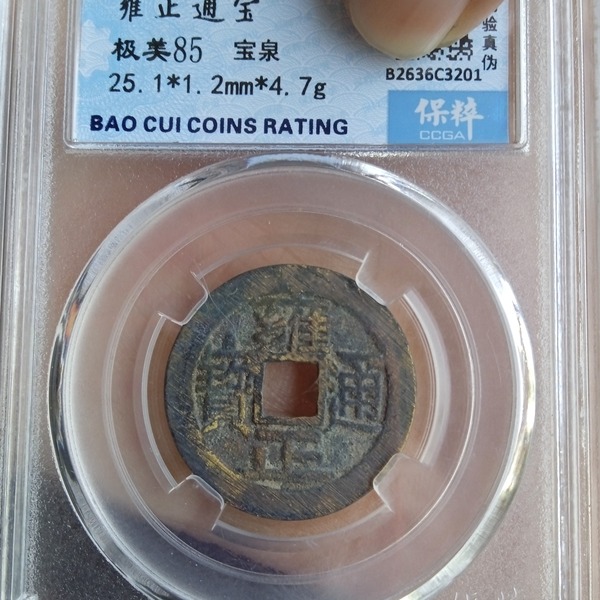 雍正通宝
极美85 宝泉
25.1*1.2mm*4.7g
BAO CUI COINS RATING
验真伪
B2636C3201
保粹
CCGA
雍正通寳